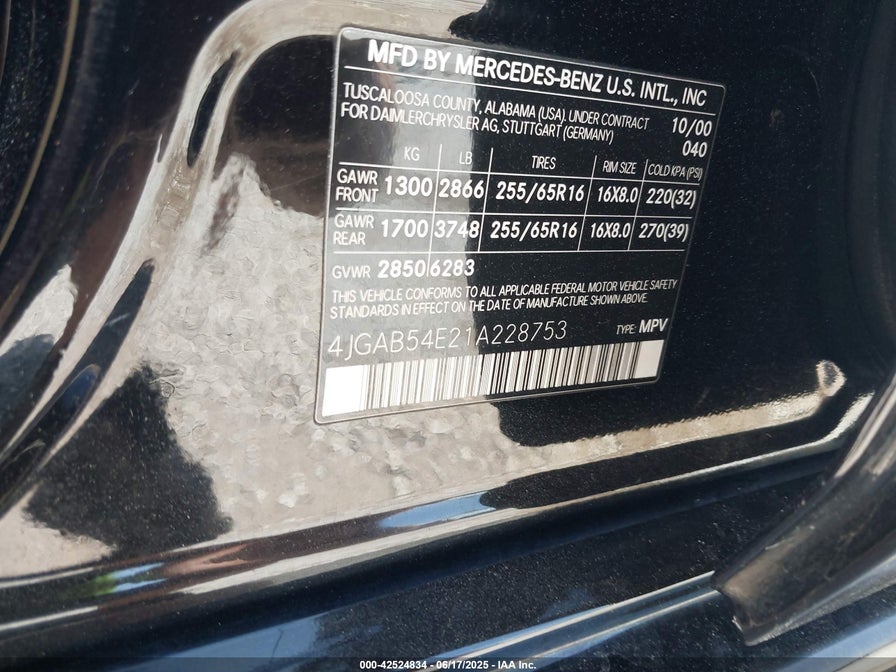 MFD BY MERCEDES-BENZ U.S. INTL., INC
TUSCALOOSA COUNTY, ALABAMA (USA). UNDER CONTRACT
FOR DAIMLERCHRYSLER AG, STUTTGART (GERMANY)
10/00
040
KG LB TIRES RIM SIZE COLD KPA (PSI)
GAWR FRONT 1300 2866 255/65R16 16X8.0 220(32)
GAWR REAR 1700 3748 255/65R16 16X8.0 270(39)
GVWR 2850 6283
THIS VEHICLE CONFORMS TO ALL APPLICABLE FEDERAL MOTOR VEHICLE SAFETY
STANDARDS IN EFFECT ON THE DATE OF MANUFACTURE SHOWN ABOVE.
4JGAB54E21A228753 TYPE: MPV
000-42524834 - 06/17/2025 - IAA Inc.